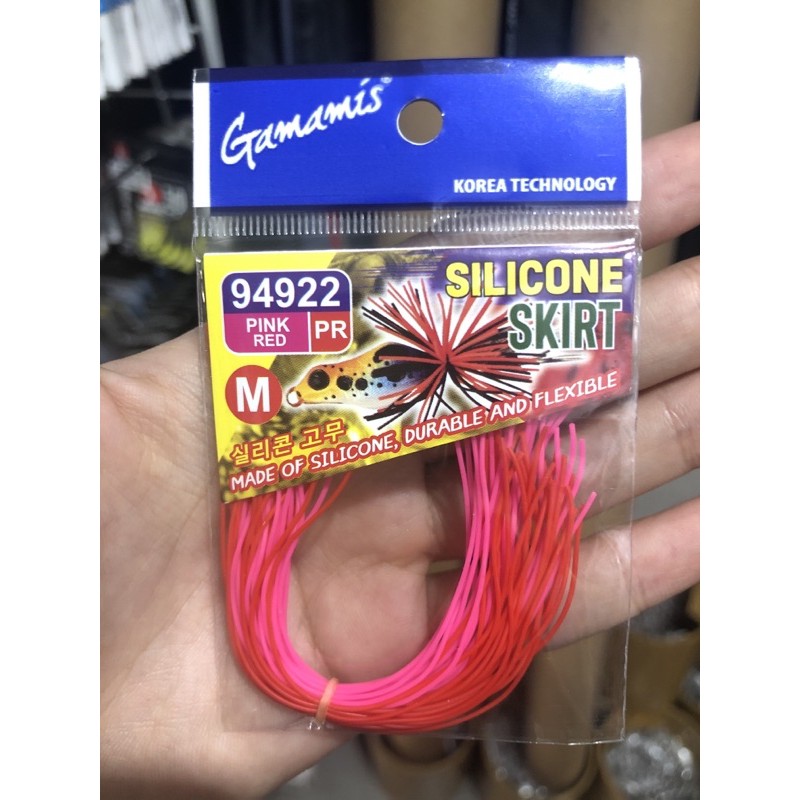 Gamamis®
KOREA TECHNOLOGY
94922
PINK
RED
PR
SILICONE
SKIRT
M
실리콘 고무
MADE OF SILICONE, DURABLE AND FLEXIBLE